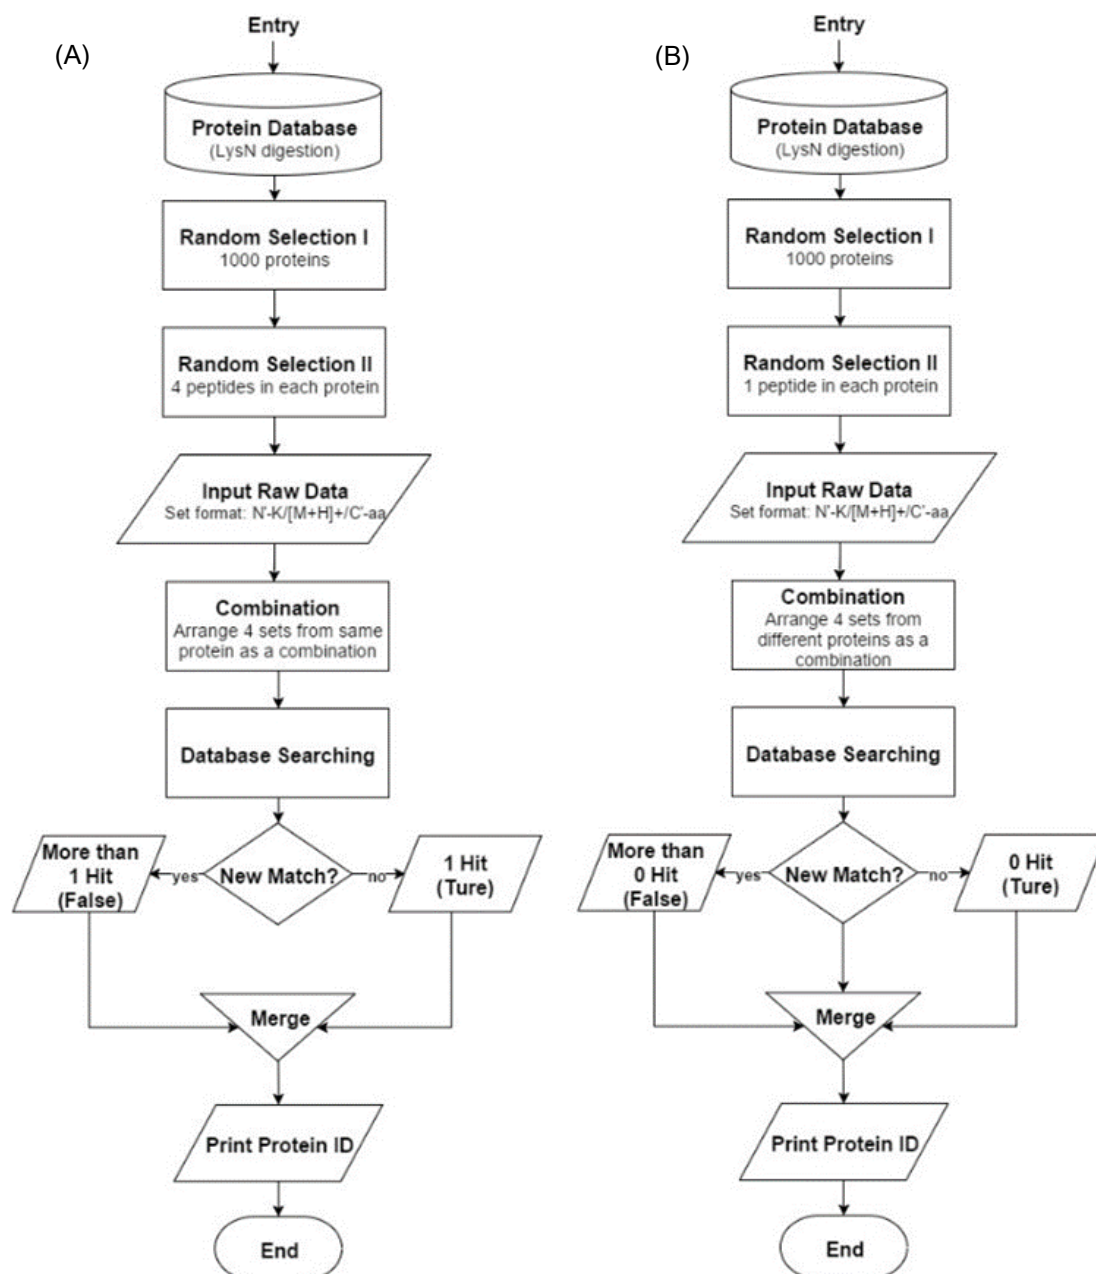 (A)
Entry
Protein Database
(LysN digestion)
Random Selection I
1000 proteins
Random Selection II
4 peptides in each protein
Input Raw Data
Set format: N'-K/[M+H]+/C'-aa
Combination
Arrange 4 sets from same
protein as a combination
Database Searching
More than
1 Hit
(False)
yes
New Match?
no
1 Hit
(Ture)
Merge
Print Protein ID
End
(B)
Entry
Protein Database
(LysN digestion)
Random Selection I
1000 proteins
Random Selection II
1 peptide in each protein
Input Raw Data
Set format: N'-K/[M+H]+/C'-aa
Combination
Arrange 4 sets from
different proteins as a
combination
Database Searching
More than
0 Hit
(False)
yes
New Match?
no
0 Hit
(Ture)
Merge
Print Protein ID
End